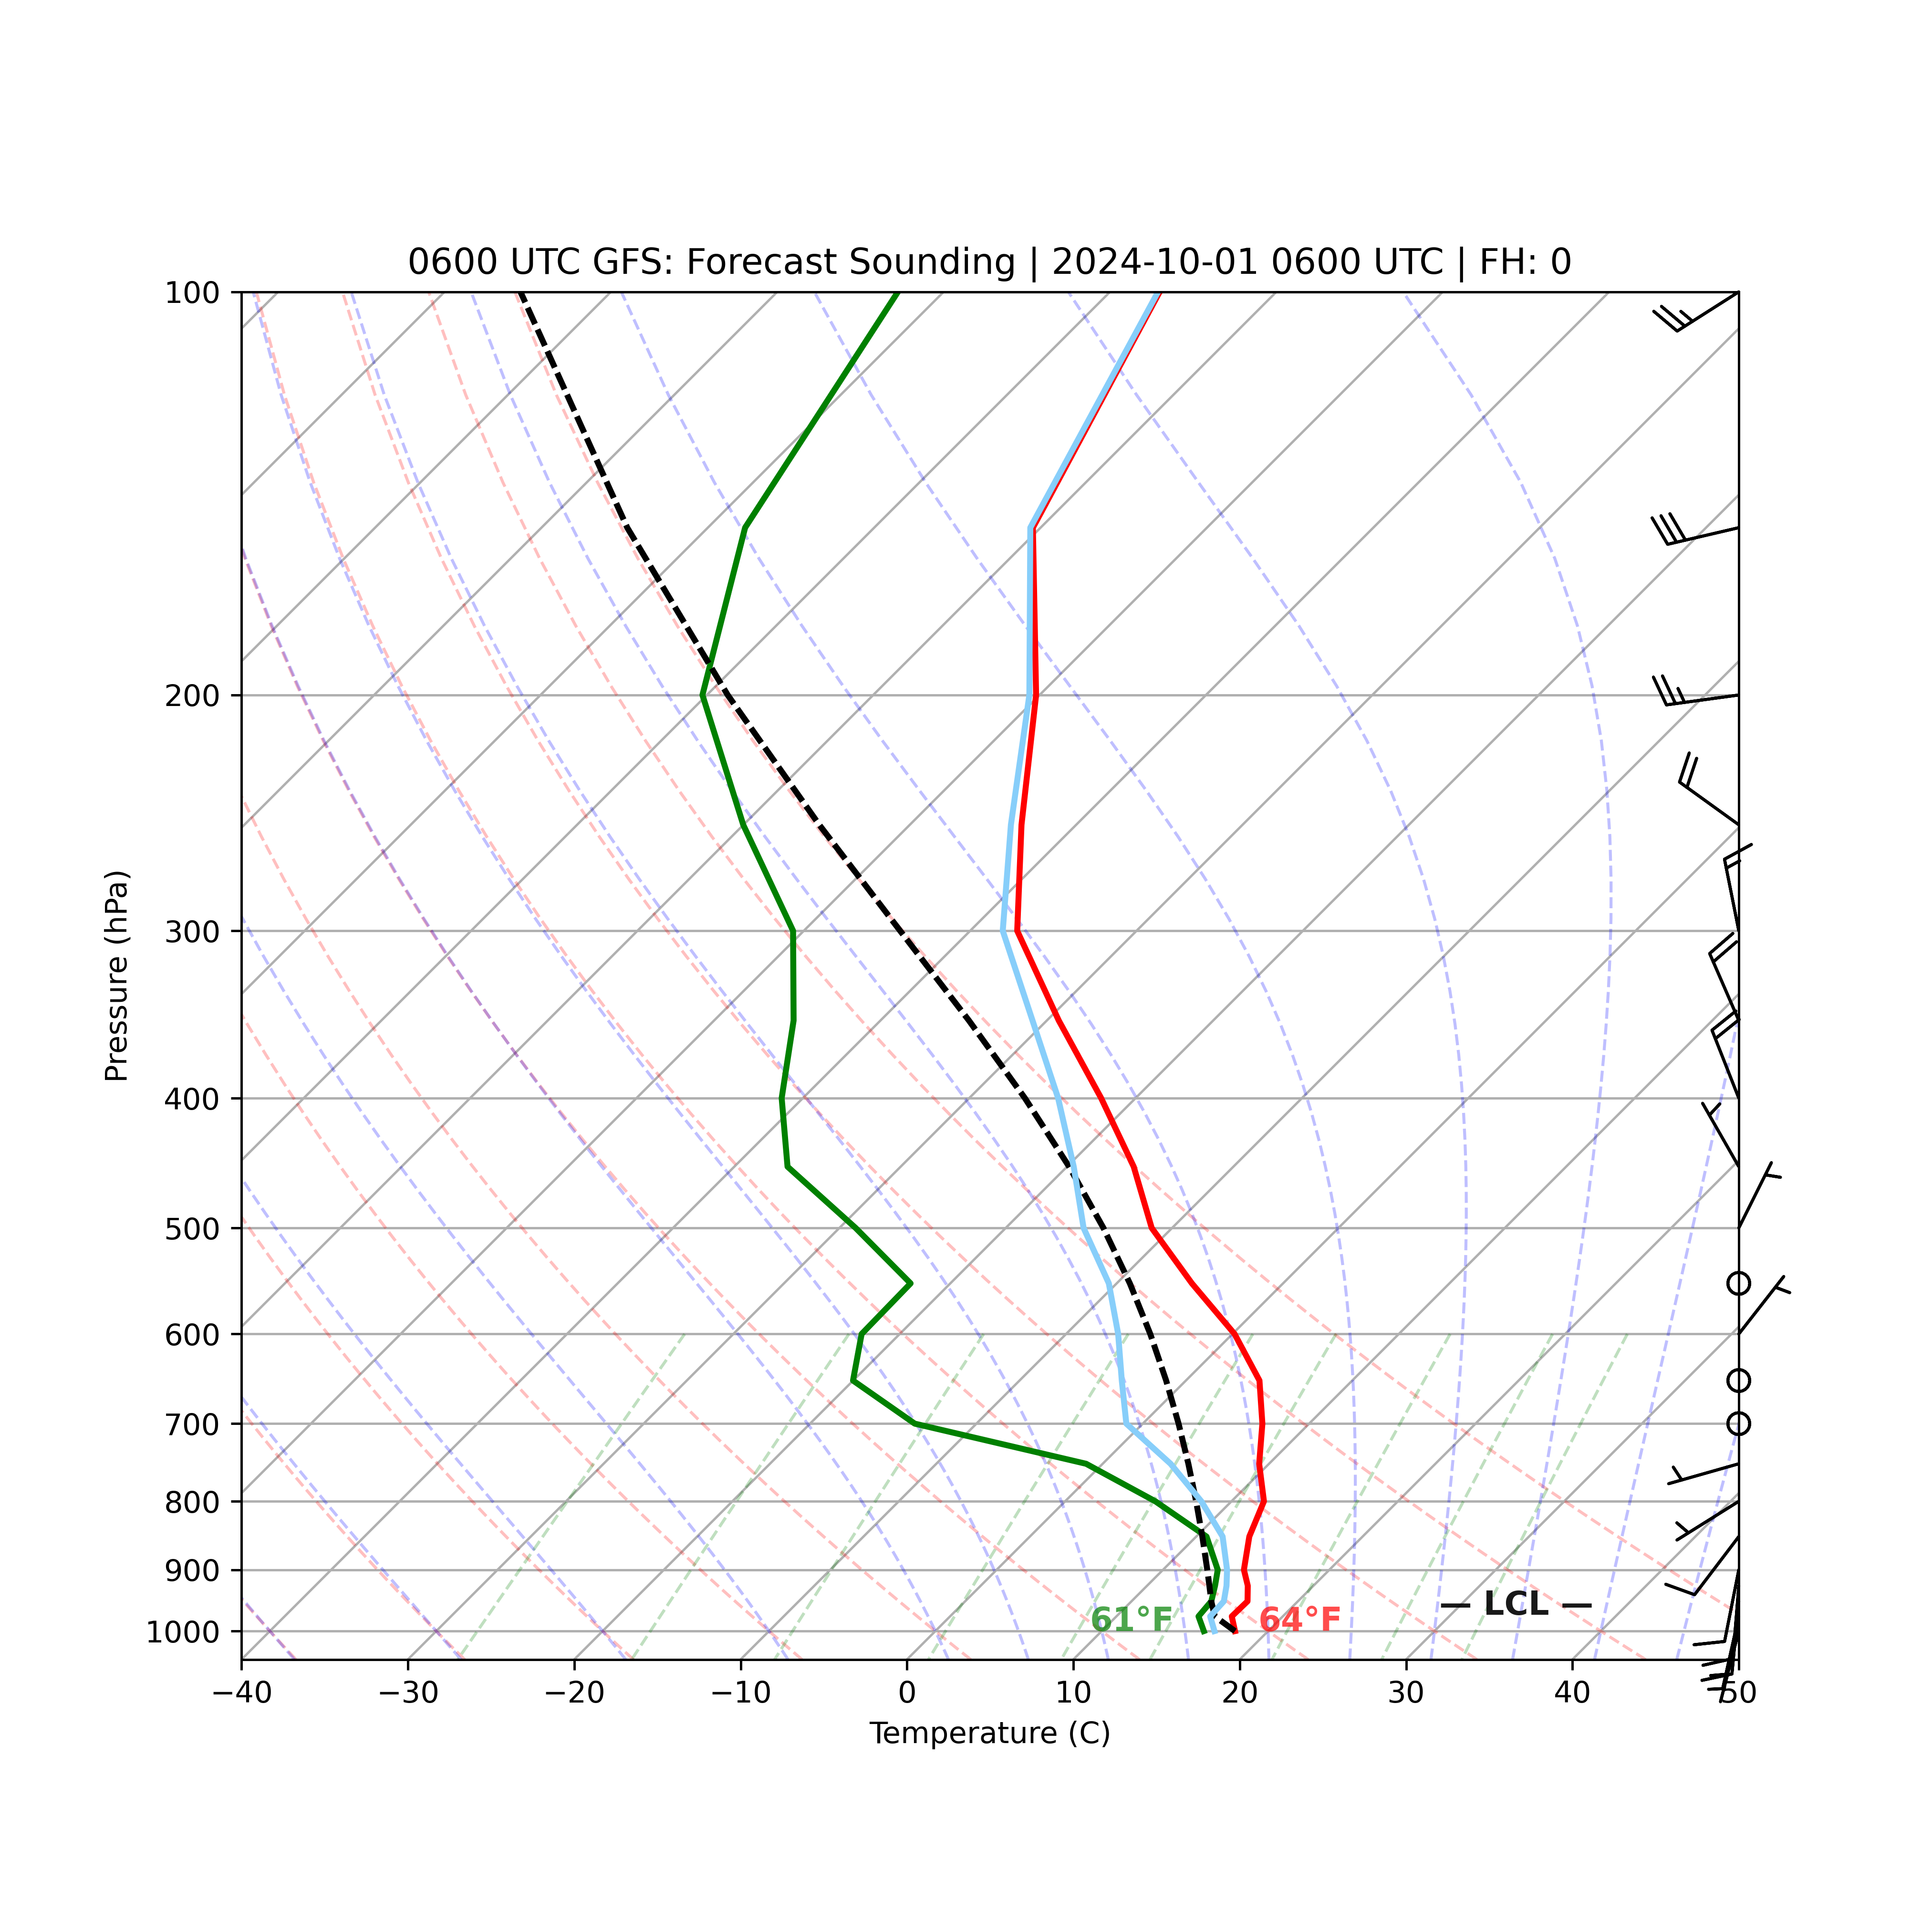 0600 UTC GFS: Forecast Sounding | 2024-10-01 0600 UTC | FH: 0
100
200
300
400
500
600
700
800
900
1000
Pressure (hPa)
61°F
64°F
— LCL —
−40 −30 −20 −10 0 10 20 30 40 50
Temperature (C)